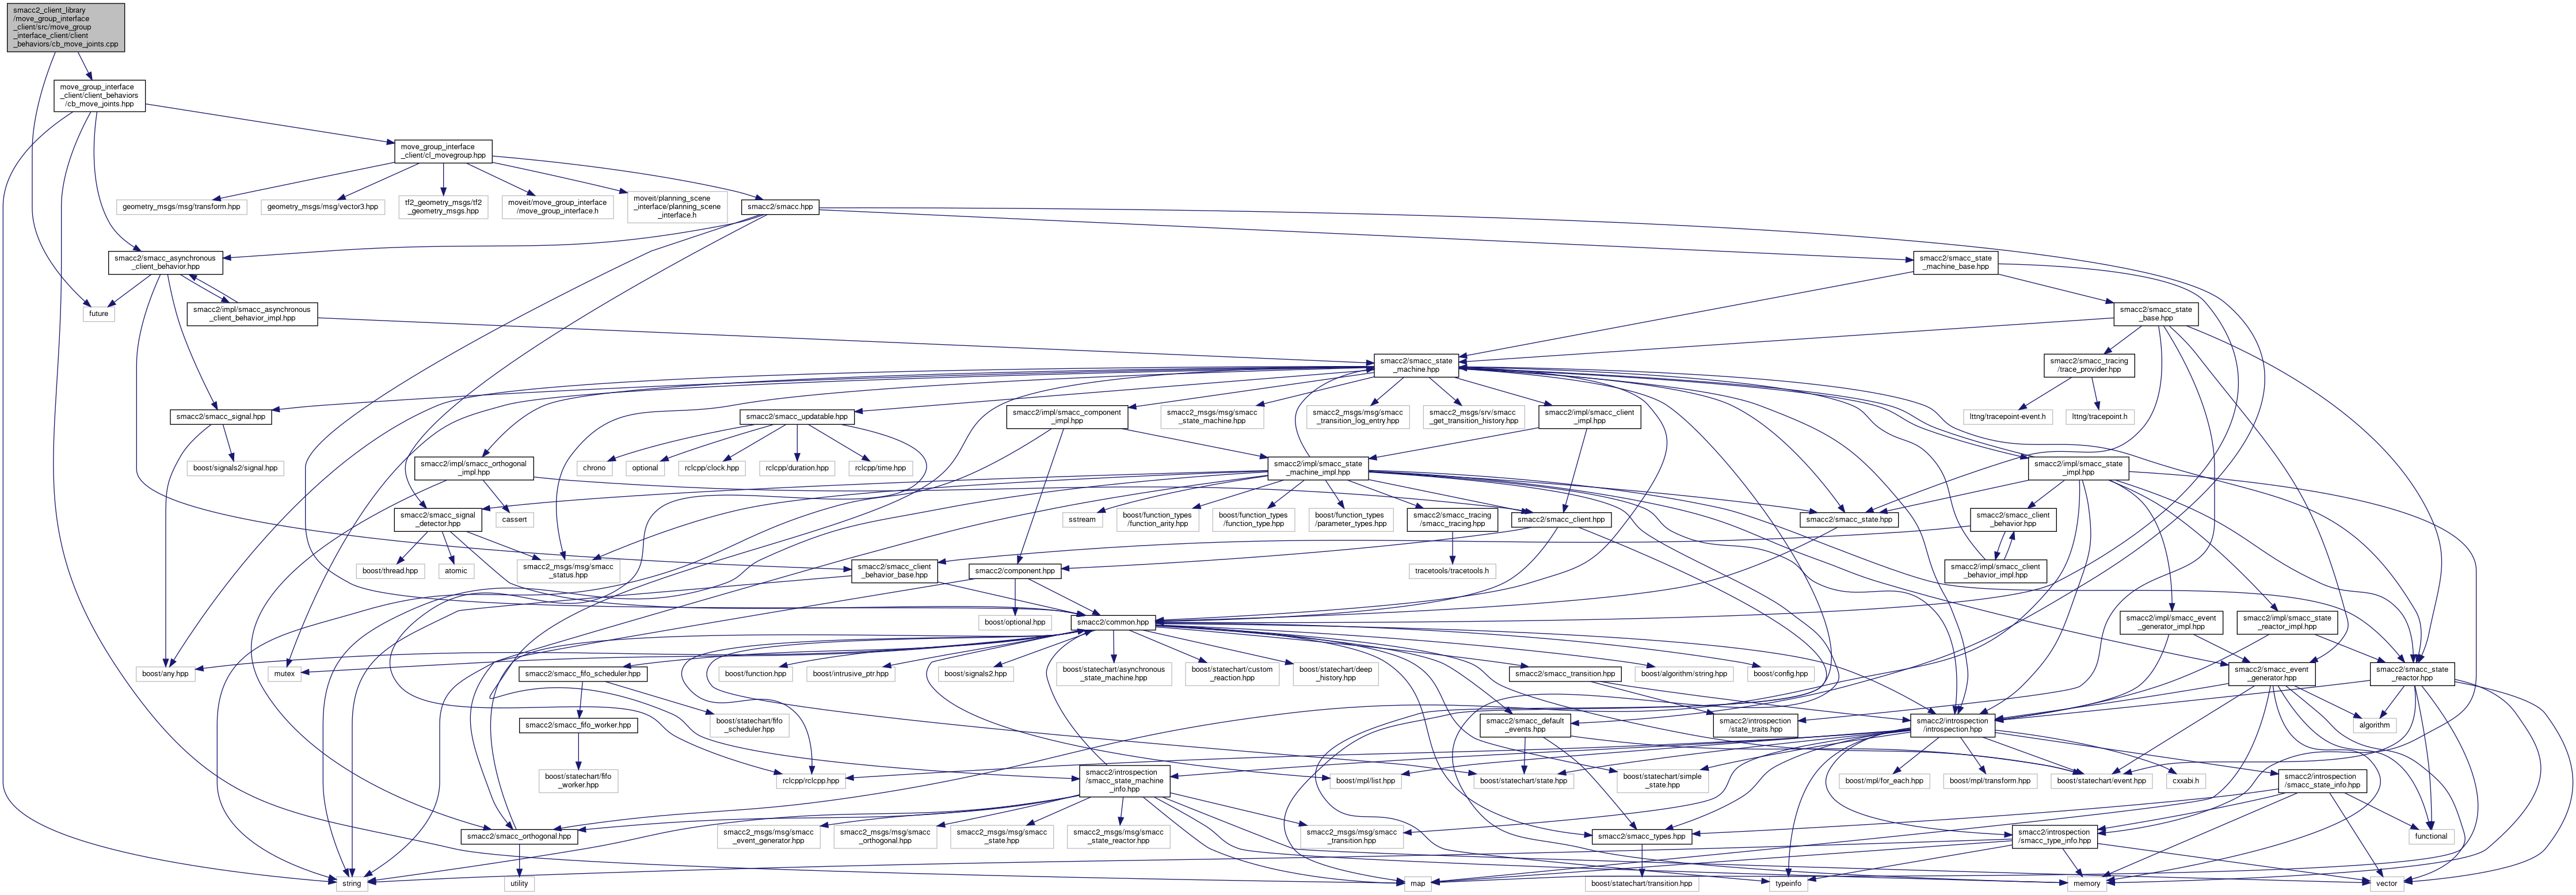 smacc2_client_library
/move_group_interface
_client/src/move_group
_interface_client/client
_behaviors/cb_move_joints.cpp
move_group_interface
_client/client_behaviors
/cb_move_joints.hpp
move_group_interface
_client/cl_movegroup.hpp
geometry_msgs/msg/transform.hpp
geometry_msgs/msg/vector3.hpp
tf2_geometry_msgs/tf2
_geometry_msgs.hpp
moveit/move_group_interface
/move_group_interface.h
moveit/planning_scene
_interface/planning_scene
_interface.h
smacc2/smacc.hpp
smacc2/smacc_asynchronous
_client_behavior.hpp
smacc2/smacc_state
_machine_base.hpp
future
smacc2/impl/smacc_asynchronous
_client_behavior_impl.hpp
smacc2/smacc_state
_base.hpp
smacc2/smacc_state
_machine.hpp
smacc2/smacc_tracing
/trace_provider.hpp
smacc2/smacc_signal.hpp
smacc2/smacc_updatable.hpp
smacc2/impl/smacc_component
_impl.hpp
smacc2_msgs/msg/smacc
_state_machine.hpp
smacc2_msgs/msg/smacc
_transition_log_entry.hpp
smacc2_msgs/srv/smacc
_get_transition_history.hpp
smacc2/impl/smacc_client
_impl.hpp
lttng/tracepoint-event.h
lttng/tracepoint.h
boost/signals2/signal.hpp
smacc2/impl/smacc_orthogonal
_impl.hpp
chrono
optional
rclcpp/clock.hpp
rclcpp/duration.hpp
rclcpp/time.hpp
smacc2/impl/smacc_state
_machine_impl.hpp
smacc2/impl/smacc_state
_impl.hpp
smacc2/smacc_signal
_detector.hpp
cassert
sstream
boost/function_types
/function_arity.hpp
boost/function_types
/function_type.hpp
boost/function_types
/parameter_types.hpp
smacc2/smacc_tracing
/smacc_tracing.hpp
smacc2/smacc_client.hpp
smacc2/smacc_state.hpp
smacc2/smacc_client
_behavior.hpp
boost/thread.hpp
atomic
smacc2_msgs/msg/smacc
_status.hpp
smacc2/smacc_client
_behavior_base.hpp
smacc2/component.hpp
tracetools/tracetools.h
smacc2/impl/smacc_client
_behavior_impl.hpp
boost/optional.hpp
smacc2/common.hpp
smacc2/impl/smacc_event
_generator_impl.hpp
smacc2/impl/smacc_state
_reactor_impl.hpp
boost/any.hpp
mutex
smacc2/smacc_fifo_scheduler.hpp
boost/function.hpp
boost/intrusive_ptr.hpp
boost/signals2.hpp
boost/statechart/asynchronous
_state_machine.hpp
boost/statechart/custom
_reaction.hpp
boost/statechart/deep
_history.hpp
smacc2/smacc_transition.hpp
boost/algorithm/string.hpp
boost/config.hpp
smacc2/smacc_event
_generator.hpp
smacc2/smacc_state
_reactor.hpp
smacc2/smacc_fifo_worker.hpp
boost/statechart/fifo
_scheduler.hpp
smacc2/smacc_default
_events.hpp
smacc2/introspection
/state_traits.hpp
smacc2/introspection
/introspection.hpp
algorithm
boost/statechart/fifo
_worker.hpp
rclcpp/rclcpp.hpp
smacc2/introspection
/smacc_state_machine
_info.hpp
boost/mpl/list.hpp
boost/statechart/state.hpp
boost/statechart/simple
_state.hpp
boost/mpl/for_each.hpp
boost/mpl/transform.hpp
boost/statechart/event.hpp
cxxabi.h
smacc2/introspection
/smacc_state_info.hpp
smacc2/smacc_orthogonal.hpp
smacc2_msgs/msg/smacc
_event_generator.hpp
smacc2_msgs/msg/smacc
_orthogonal.hpp
smacc2_msgs/msg/smacc
_state.hpp
smacc2_msgs/msg/smacc
_state_reactor.hpp
smacc2_msgs/msg/smacc
_transition.hpp
smacc2/smacc_types.hpp
smacc2/introspection
/smacc_type_info.hpp
functional
string
utility
map
boost/statechart/transition.hpp
typeinfo
memory
vector